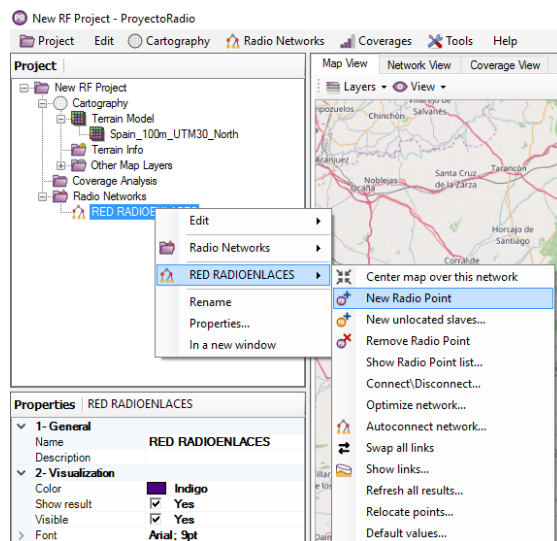 New RF Project - ProyectoRadio
Project Edit Cartography Radio Networks Coverages Tools Help
Project
New RF Project
Cartography
Terrain Model
Spain_100m_UTM30_North
Terrain Info
Other Map Layers
Coverage Analysis
Radio Networks
RED RADIOENLACES
Map View Network View Coverage View
Layers View
Chinchón
Salvanés
Aranjuez
Noblejas
Ocaña
Santa Cruz
de la Zarza
Tarancón
Horcajo de
Santiago
Corral de
Edit
Radio Networks
RED RADIOENLACES
Rename
Properties...
In a new window
Center map over this network
New Radio Point
New unlocated slaves...
Remove Radio Point
Show Radio Point list...
Connect\Disconnect...
Optimize network...
Autoconnect network...
Swap all links
Show links...
Refresh all results...
Relocate points...
Default values...
Properties RED RADIOENLACES
1- General
Name RED RADIOENLACES
Description
2- Visualization
Color Indigo
Show result Yes
Visible Yes
Font Arial; 9pt